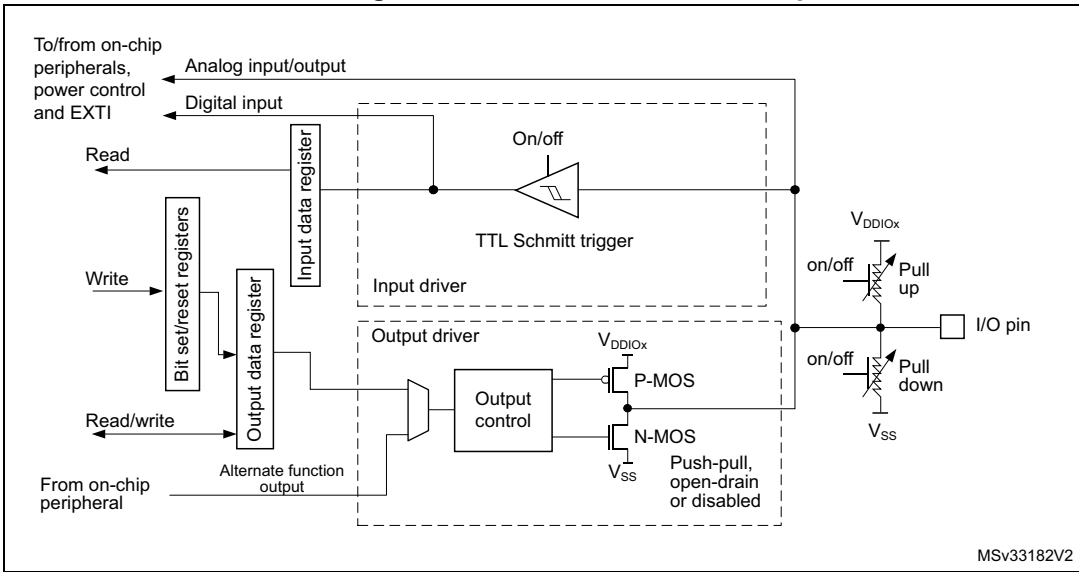 To/from on-chip
peripherals,
power control
and EXTI
Analog input/output
Digital input
Read
Input data register
On/off
TTL Schmitt trigger
Input driver
Write
Bit set/reset registers
Output data register
Read/write
From on-chip
peripheral
Alternate function
output
Output driver
Output
control
VDDIOx
P-MOS
N-MOS
VSS
Push-pull,
open-drain
or disabled
VDDIOx
on/off
Pull
up
I/O pin
on/off
Pull
down
VSS
MSv33182V2